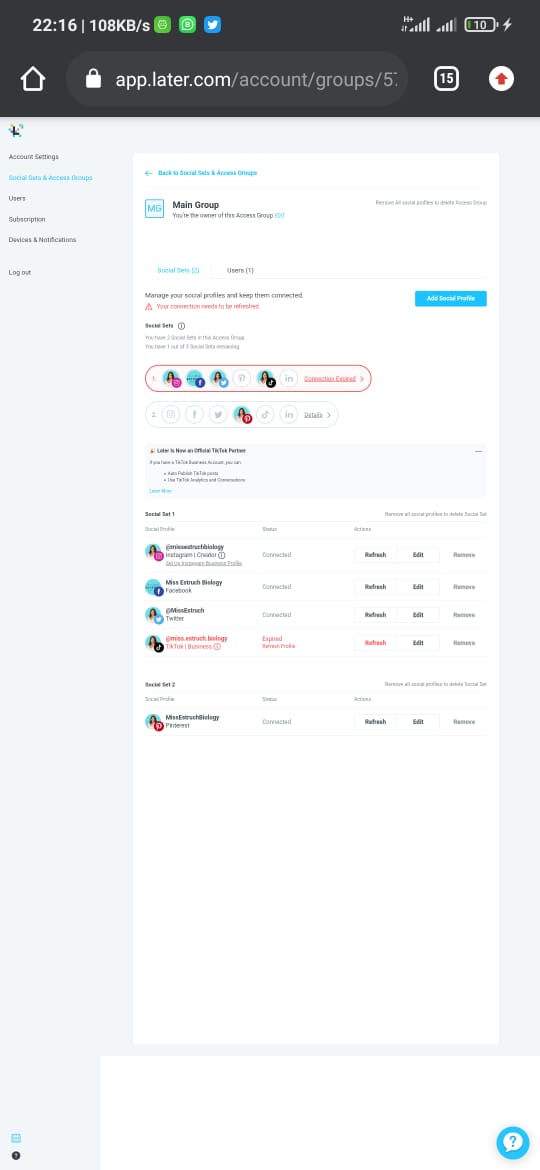 22:16 | 108KB/s
H+
10
app.later.com/account/groups/57
15
Account Settings
Social Sets & Access Groups
Users
Subscription
Devices & Notifications
Log out
Back to Social Sets & Access Groups
MG
Main Group
You're the owner of this Access Group EDIT
Remove All social profiles to delete Access Group
Social Sets (2)
Users (1)
Manage your social profiles and keep them connected.
Your connection needs to be refreshed.
Add Social Profile
Social Sets
You have 2 Social Sets in this Access Group
You have 1 out of 3 Social Sets remaining.
1. Connection Expired >
2. Details >
Later Is Now an Official TikTok Partner
If you have a TikTok Business Account, you can:
• Auto Publish TikTok posts
• Use TikTok Analytics and Conversations
Learn More
Social Set 1
Remove all social profiles to delete Social Set
Social Profile Status Actions
@missestruchbiology
Instagram | Creator
Set Up Instagram Business Profile
Connected Refresh Edit Remove
Miss Estruch Biology
Facebook
Connected Refresh Edit Remove
@MissEstruch
Twitter
Connected Refresh Edit Remove
@miss.estruch.biology
TikTok | Business
Expired
Refresh Profile
Refresh Edit Remove
Social Set 2
Remove all social profiles to delete Social Set
Social Profile Status Actions
MissEstruchBiology
Pinterest
Connected Refresh Edit Remove